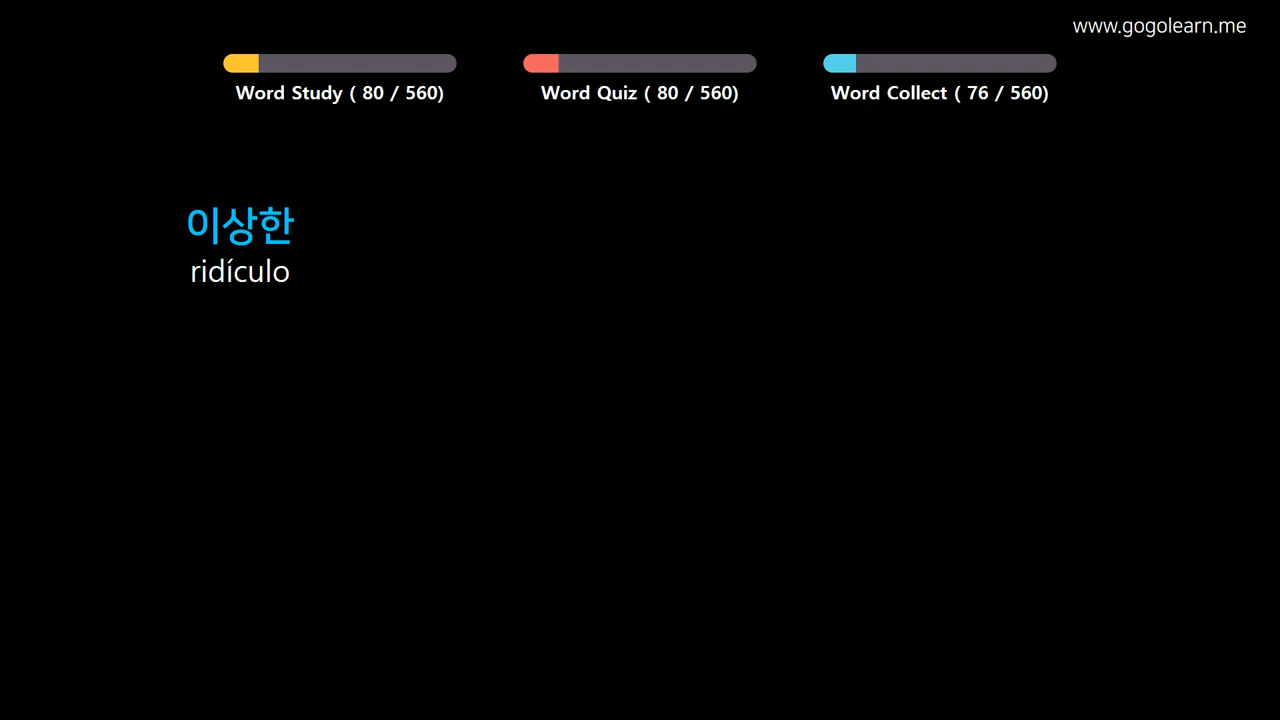 www.gogolearn.me
Word Study ( 80 / 560)
Word Quiz ( 80 / 560)
Word Collect ( 76 / 560)
이상한
ridículo